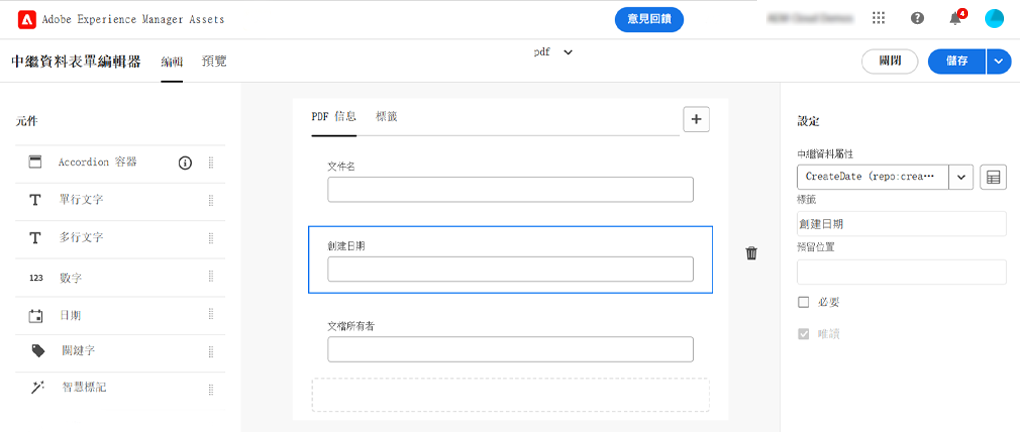 Adobe Experience Manager Assets
意見回饋
4
pdf
中繼資料表單編輯器
編輯
預覽
關閉
儲存
元件
Accordion 容器
單行文字
多行文字
123
數字
日期
關鍵字
智慧標記
PDF 信息
標籤
文件名
創建日期
文檔所有者
設定
中繼資料屬性
CreateDate (repo:crea⋯
標籤
創建日期
預留位置
必要
唯讀